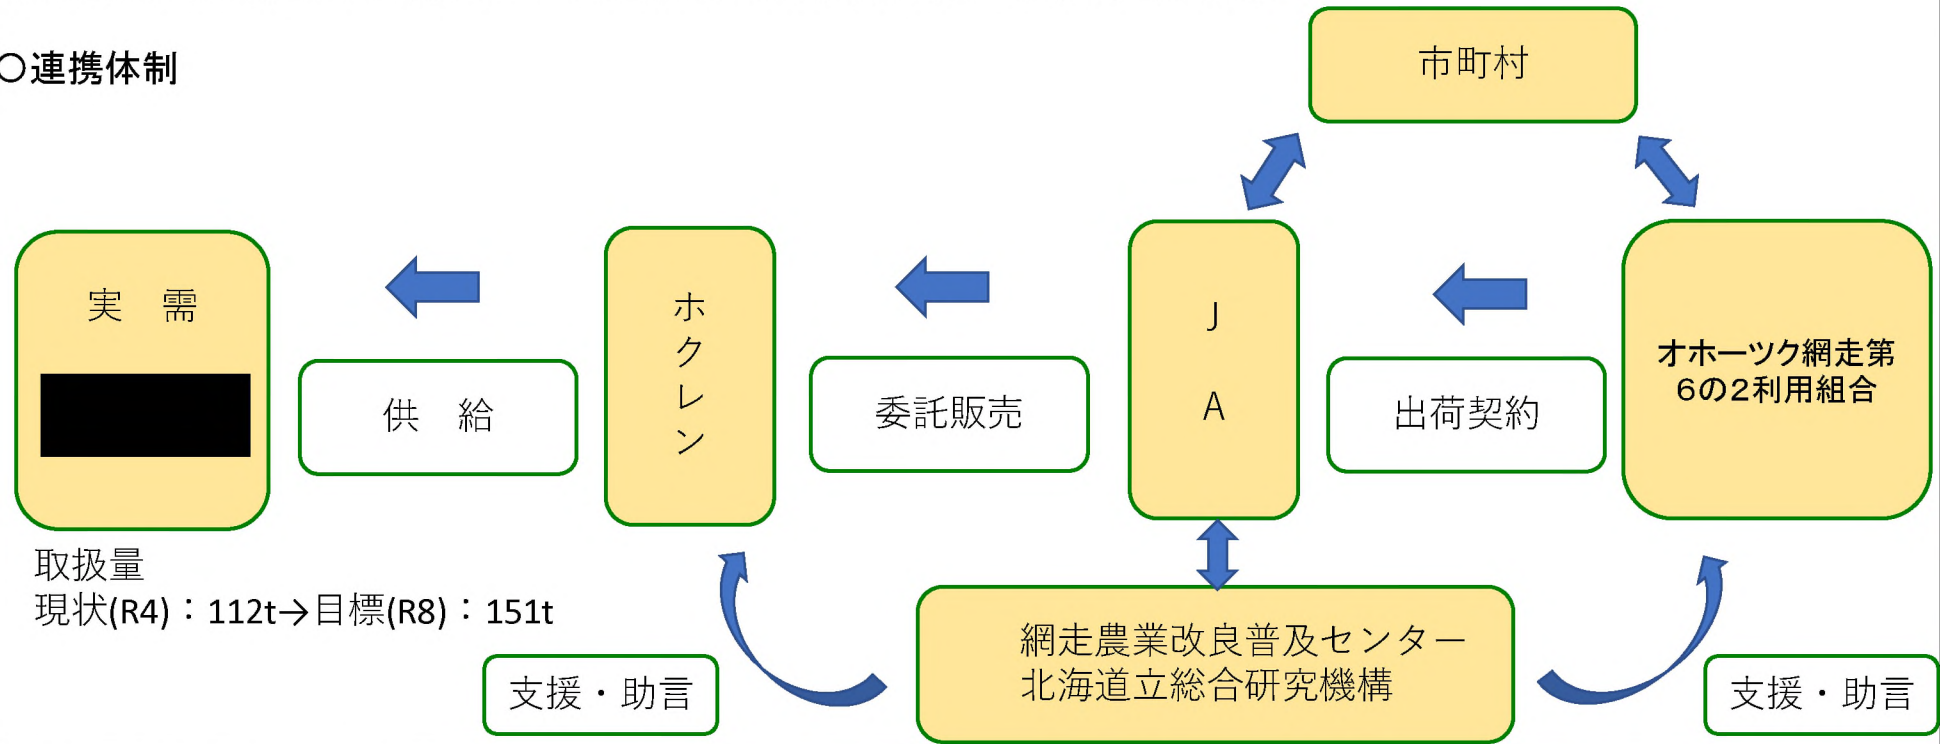 ○連携体制
市町村
実　需
供　給
ホクレン
委託販売
JA
出荷契約
オホーツク網走第
6の2利用組合
取扱量
現状(R4)：112t→目標(R8)：151t
支援・助言
網走農業改良普及センター
北海道立総合研究機構
支援・助言